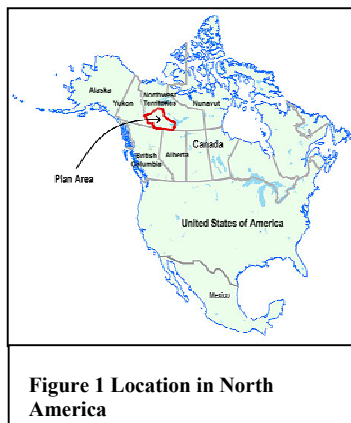 Alaska
Yukon
Northwest
Territories
Nunavut
British
Columbia
Alberta
Canada
Plan Area
United States of America
Mexico
Figure 1 Location in North
America